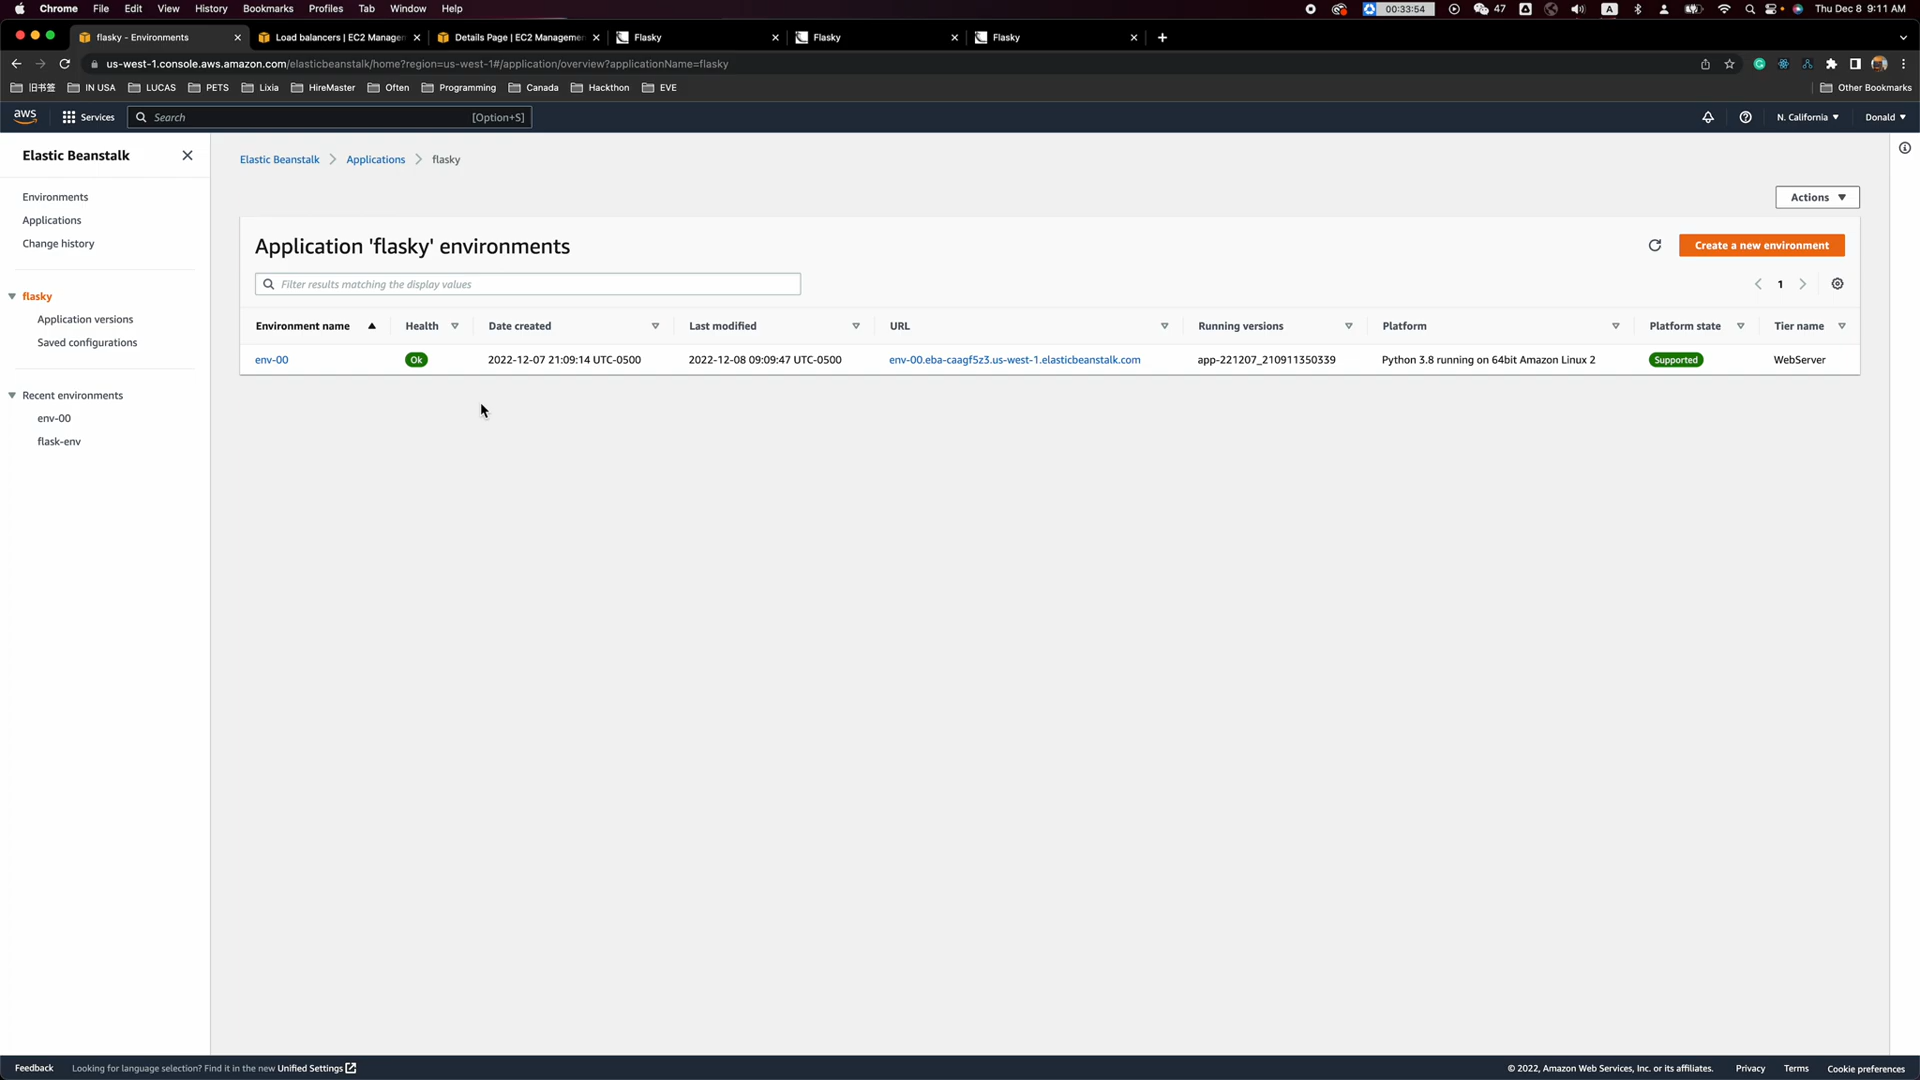 Chrome File Edit View History Bookmarks Profiles Tab Window Help 00:33:54 47 A Thu Dec 8 9:11 AM
flasky - Environments Load balancers | EC2 Manage Details Page | EC2 Manageme Flasky Flasky Flasky
us-west-1.console.aws.amazon.com/elasticbeanstalk/home?region=us-west-1#/application/overview?applicationName=flasky
旧书签 IN USA LUCAS PETS Lixia HireMaster Often Programming Canada Hackthon EVE Other Bookmarks
aws Services Search [Option+S] N. California Donald
Elastic Beanstalk
Environments
Applications
Change history
flasky
Application versions
Saved configurations
Recent environments
env-00
flask-env
Elastic Beanstalk Applications flasky
Actions
Application 'flasky' environments
Create a new environment
Filter results matching the display values
1
Environment name Health Date created Last modified URL Running versions Platform Platform state Tier name
env-00 Ok 2022-12-07 21:09:14 UTC-0500 2022-12-08 09:09:47 UTC-0500 env-00.eba-caagf5z3.us-west-1.elasticbeanstalk.com app-221207_210911350339 Python 3.8 running on 64bit Amazon Linux 2 Supported WebServer
Feedback Looking for language selection? Find it in the new Unified Settings © 2022, Amazon Web Services, Inc. or its affiliates. Privacy Terms Cookie preferences